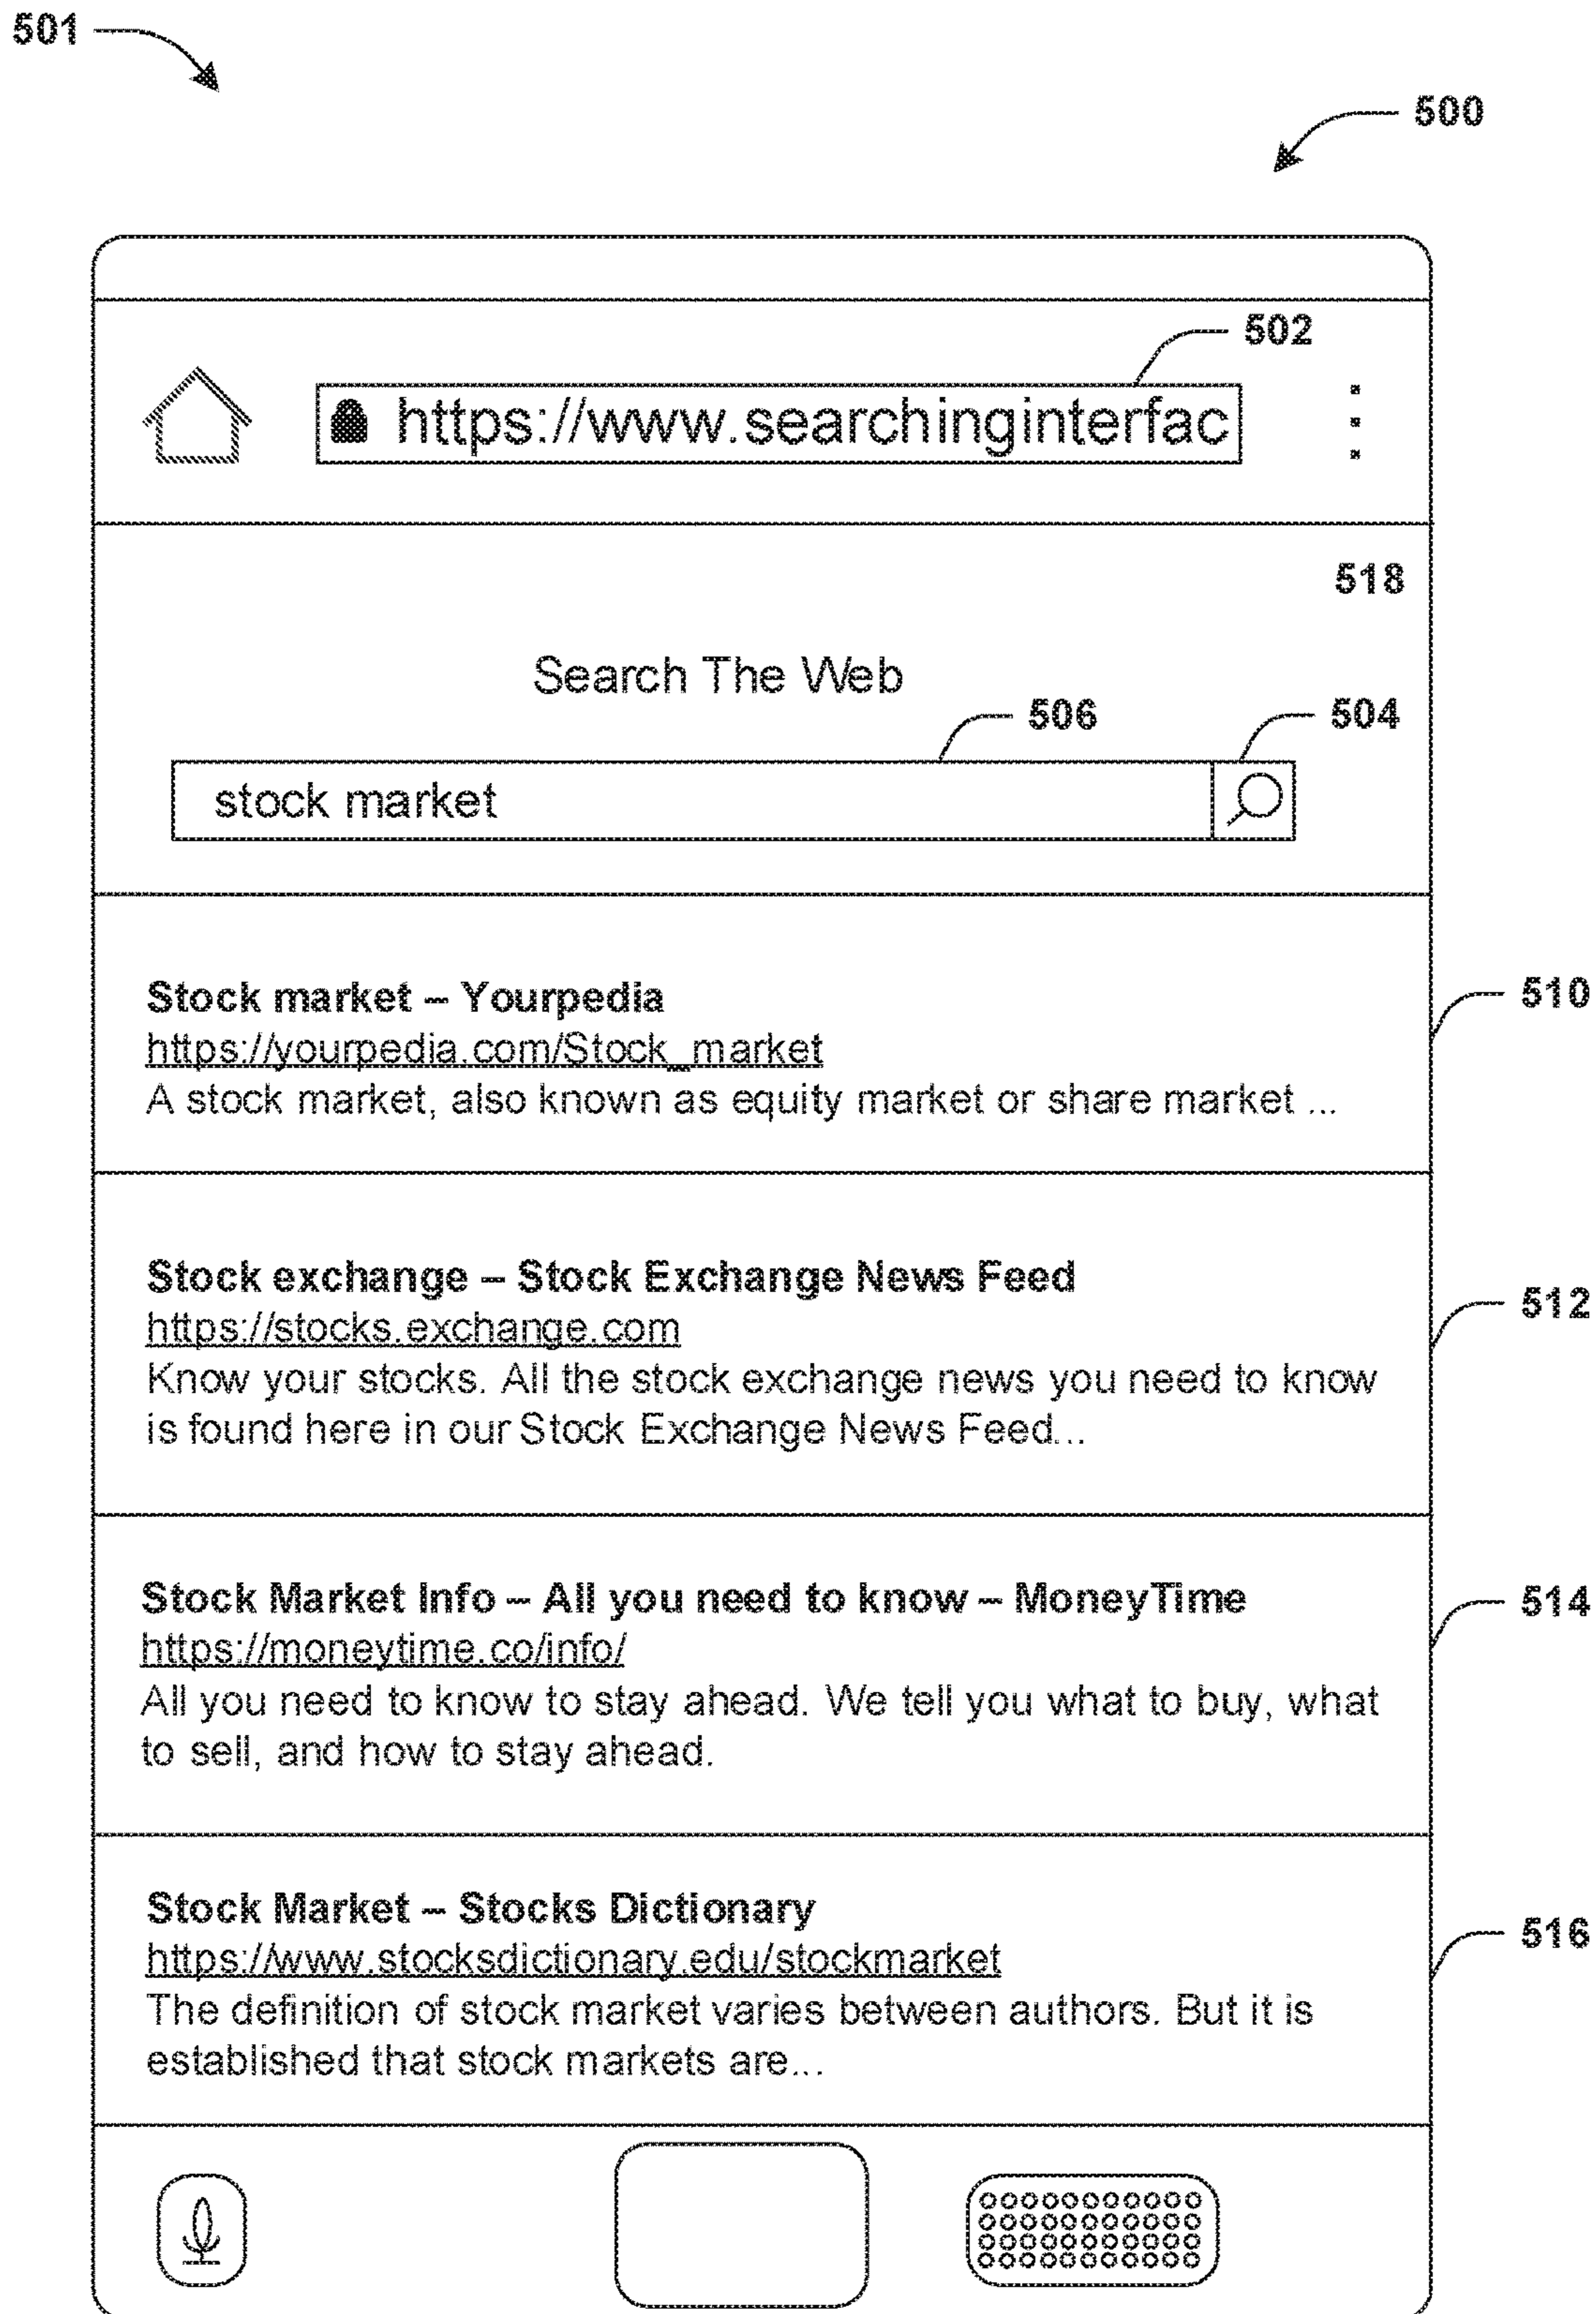 501
500
502
https://www.searchinginterfac
518
Search The Web
506
504
stock market
Stock market – Yourpedia
510
https://yourpedia.com/Stock_market
A stock market, also known as equity market or share market ...
Stock exchange – Stock Exchange News Feed
512
https://stocks.exchange.com
Know your stocks. All the stock exchange news you need to know
is found here in our Stock Exchange News Feed...
Stock Market Info – All you need to know – MoneyTime
514
https://moneytime.co/info/
All you need to know to stay ahead. We tell you what to buy, what
to sell, and how to stay ahead.
Stock Market – Stocks Dictionary
516
https://www.stocksdictionary.edu/stockmarket
The definition of stock market varies between authors. But it is
established that stock markets are...